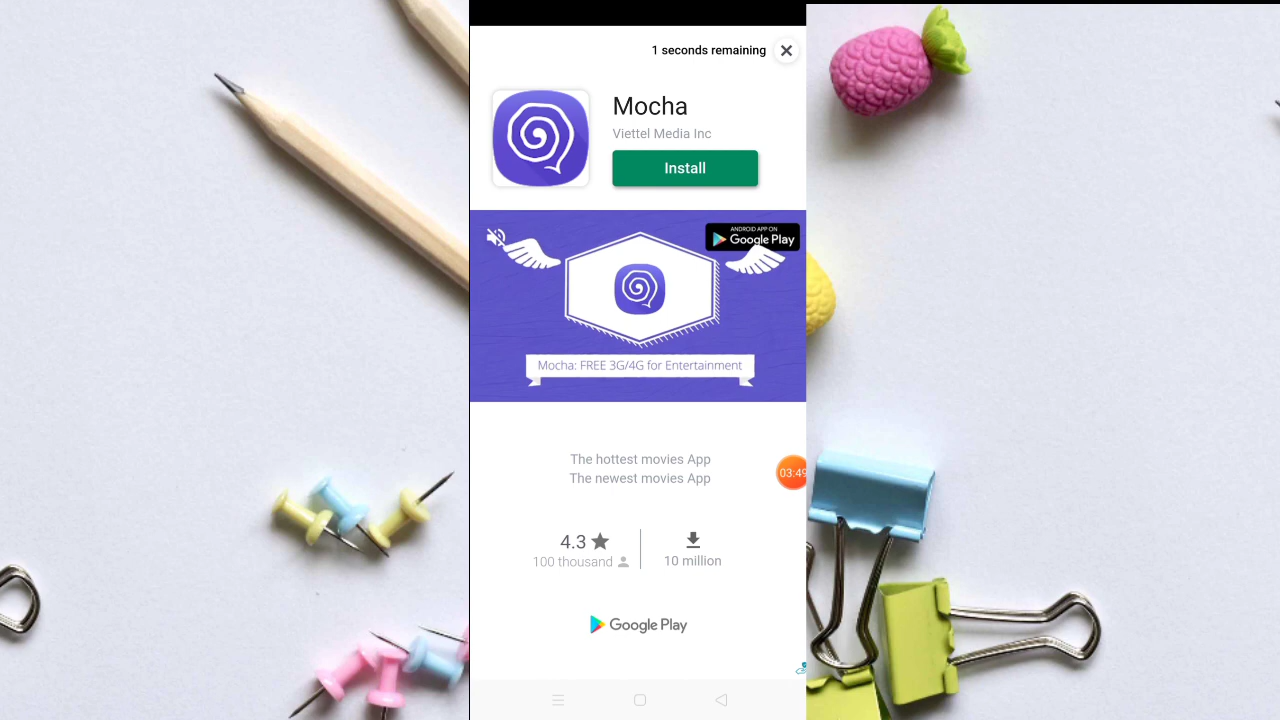 1 seconds remaining
Mocha
Viettel Media Inc
Install
ANDROID APP ON
Google Play
Mocha: FREE 3G/4G for Entertainment
The hottest movies App
The newest movies App
03:49
4.3
100 thousand
10 million
Google Play